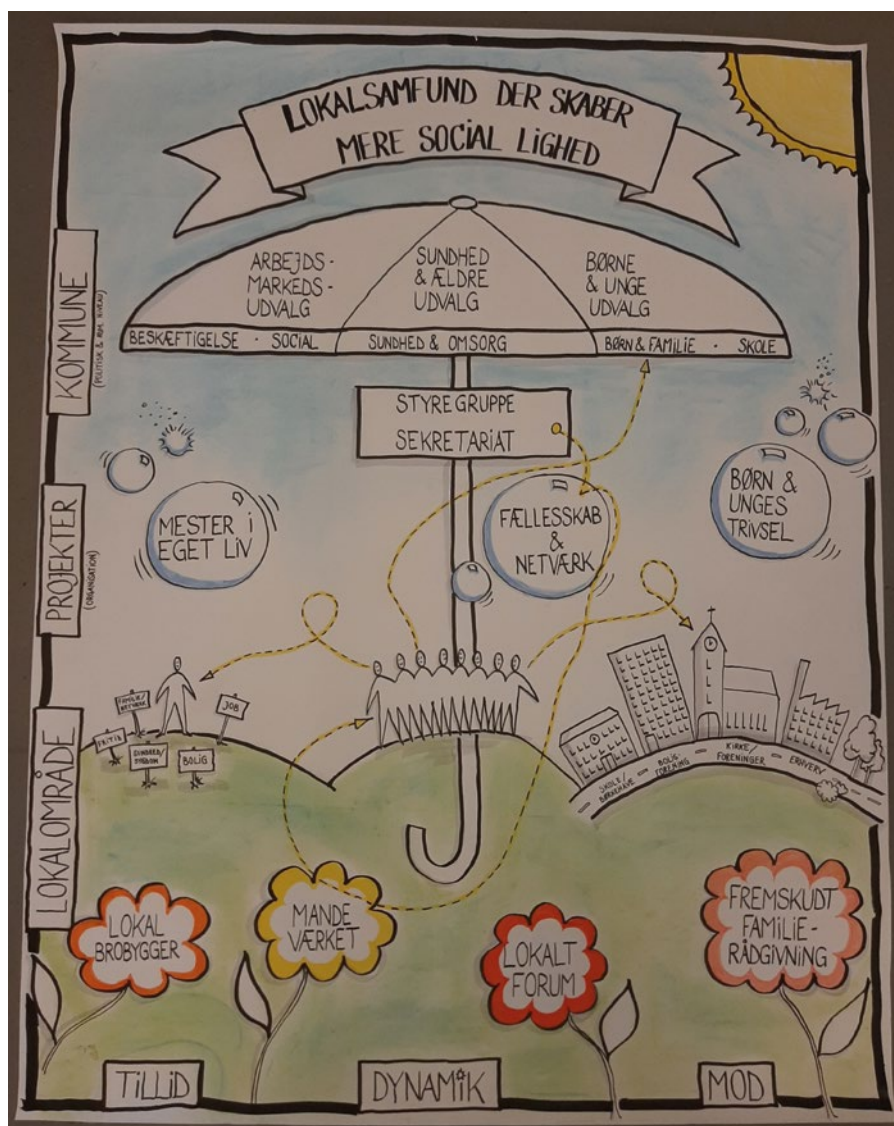 LOKALSAMFUND DER SKABER
MERE SOCIAL LIGHED
KOMMUNE
ARBEJDS-
MARKEDS-
UDVALG
SUNDHED
& ÆLDRE
UDVALG
BØRNE
& UNGE
UDVALG
BESKÆFTIGELSE · SOCIAL
SUNDHED & OMSORG
BØRN & FAMILIE · SKOLE
STYREGRUPPE
SEKRETARIAT
PROJEKTER
(ORGANISATION)
MESTER I
EGET LIV
FÆLLESSKAB
&
NETVÆRK
BØRN &
UNGES
TRIVSEL
LOKALOMRÅDE
FAMILIE/
NETVÆRK
JOB
FRITID
BOLIG
SKOLE/
BØRNEHAVE
BOLIG-
FORENING
KIRKE/
FORENINGER
ERHVERV
LOKAL
BROBYGGER
MANDE
VÆRKET
LOKALT
FORUM
FREMSKUDT
FAMILIE-
RÅDGIVNING
TILLID
DYNAMIK
MOD